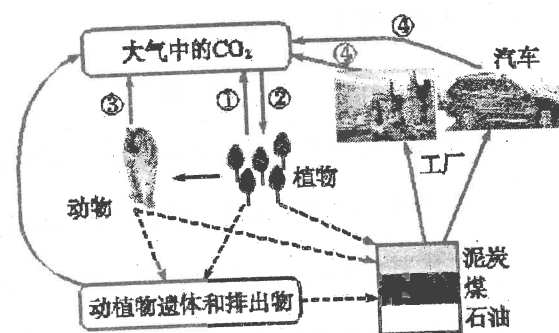 ④
汽车
大气中的CO₂
④
③
①
②
工厂
植物
动物
泥炭
煤
石油
动植物遗体和排出物